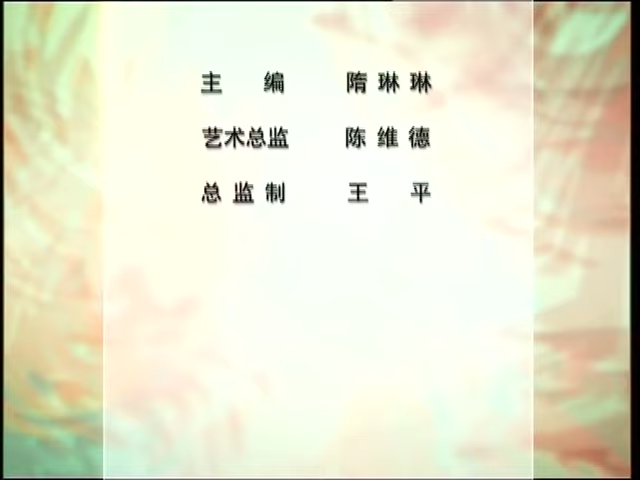 主编 隋琳琳
艺术总监 陈维德
总监制 王平